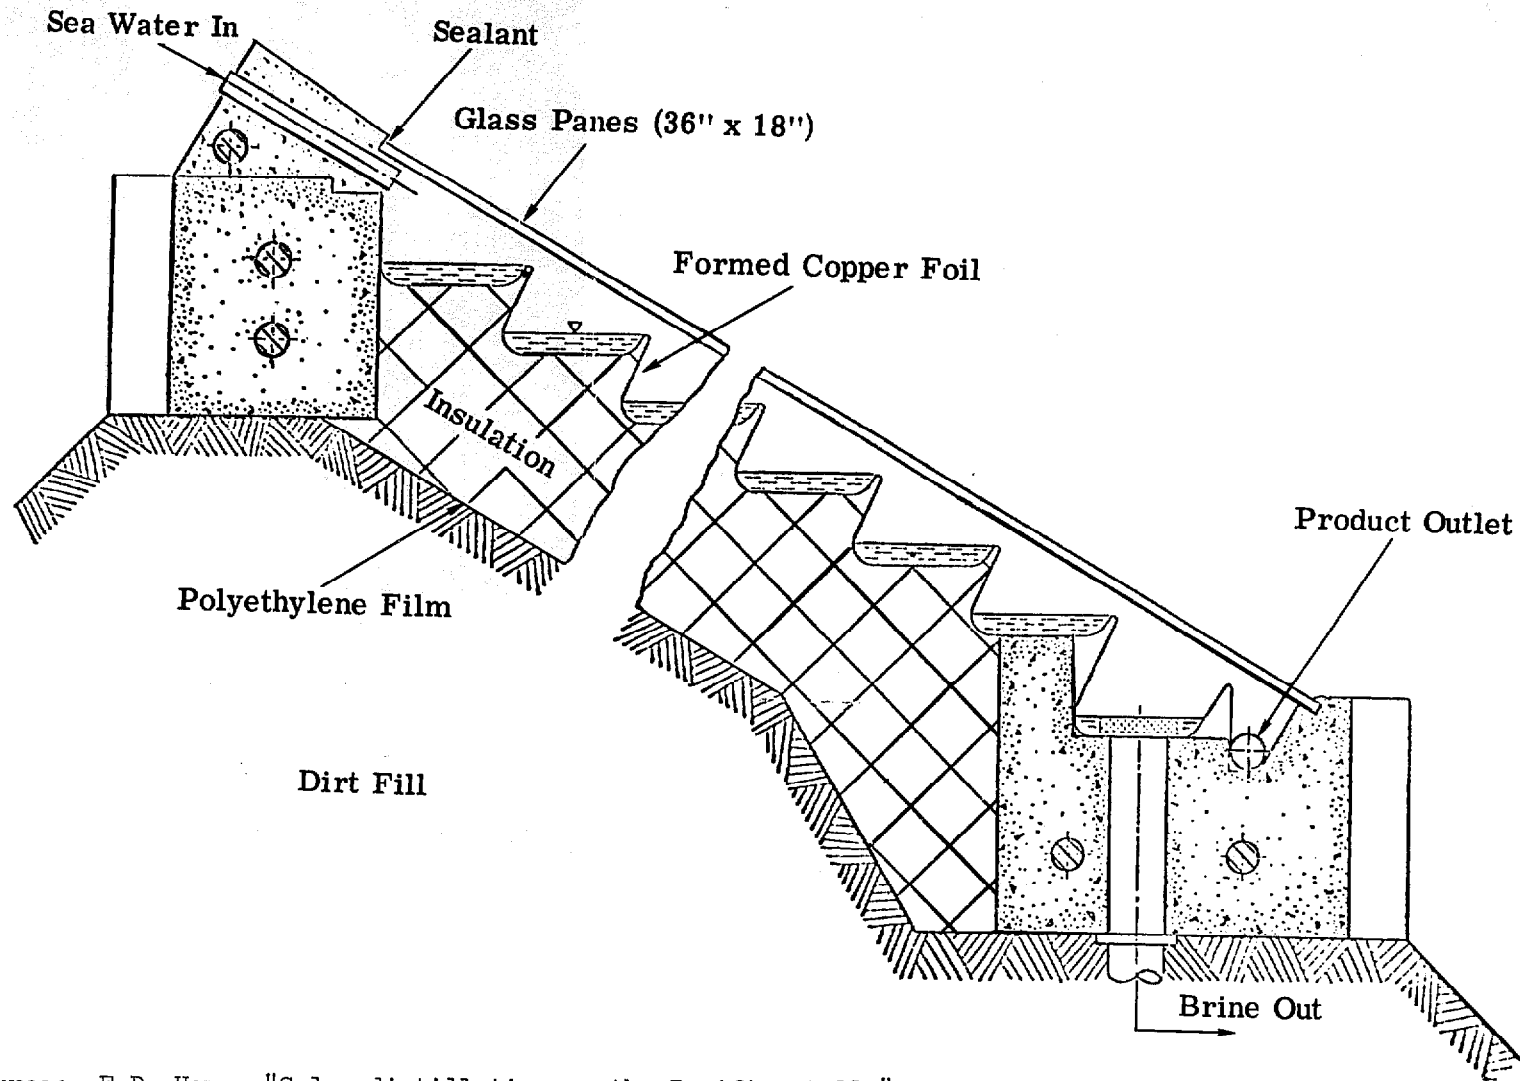 Sea Water In
Sealant
Glass Panes (36" x 18")
Formed Copper Foil
Insulation
Product Outlet
Polyethylene Film
Dirt Fill
Brine Out